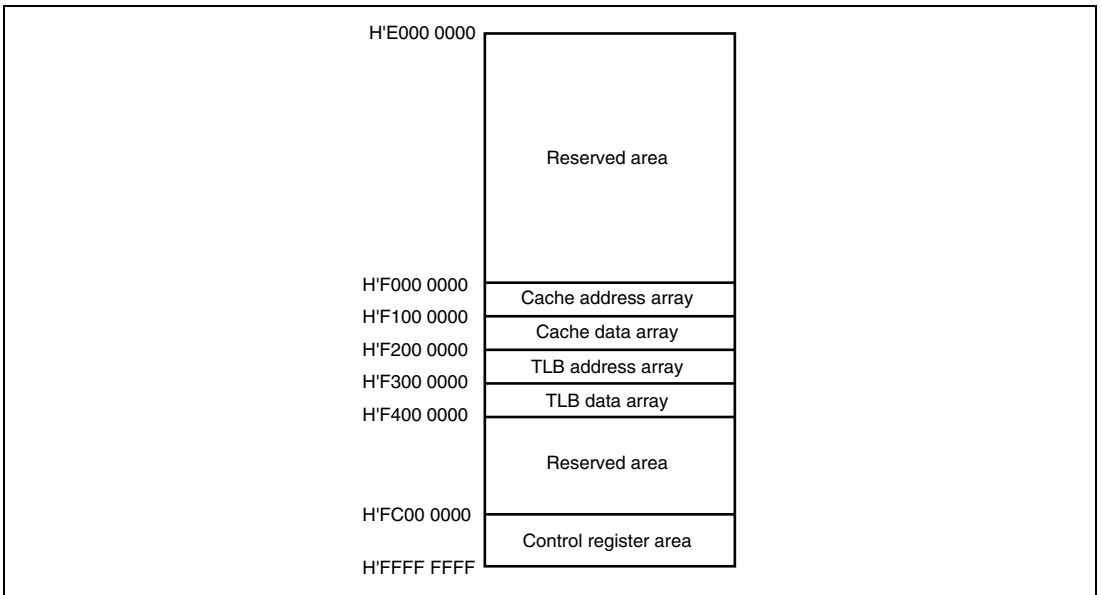 H'E000 0000
Reserved area
H'F000 0000
Cache address array
H'F100 0000
Cache data array
H'F200 0000
TLB address array
H'F300 0000
TLB data array
H'F400 0000
Reserved area
H'FC00 0000
Control register area
H'FFFF FFFF